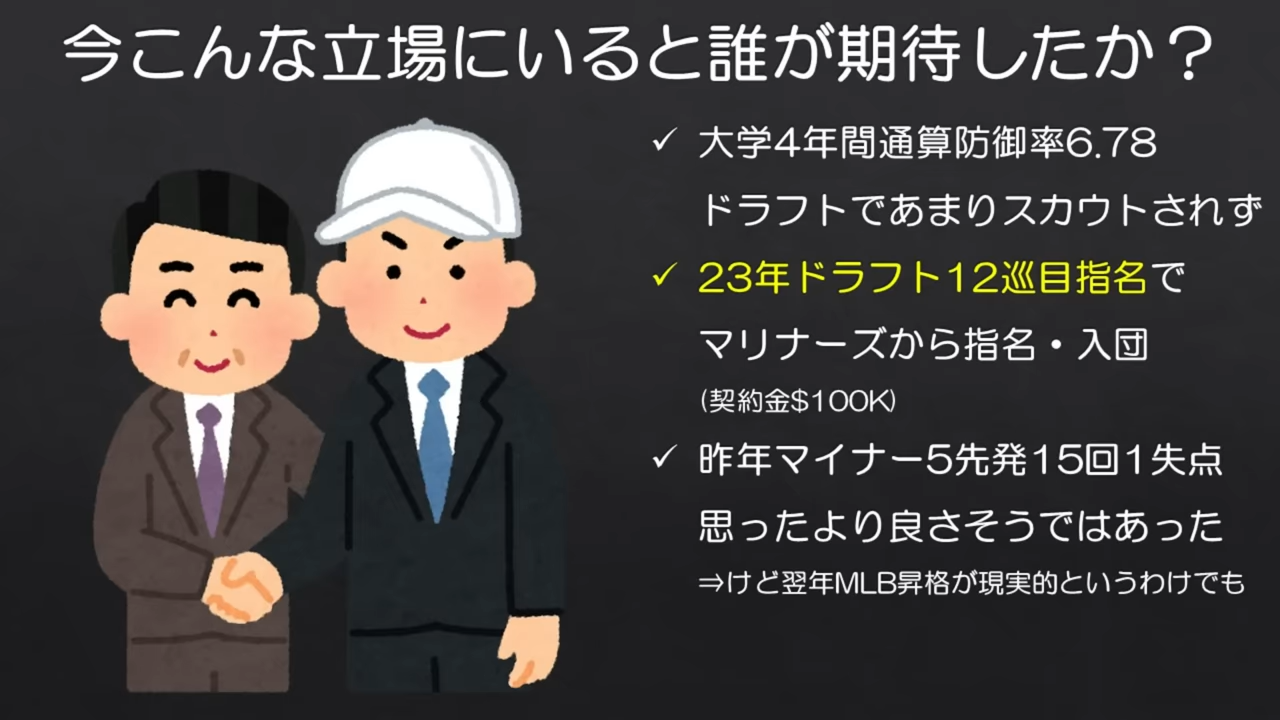 今こんな立場にいると誰が期待したか？
✓ 大学4年間通算防御率6.78
ドラフトであまりスカウトされず
✓ 23年ドラフト12巡目指名で
マリナーズから指名・入団
(契約金$100K)
✓ 昨年マイナー5先発15回1失点
思ったより良さそうではあった
⇒けど翌年MLB昇格が現実的というわけでも